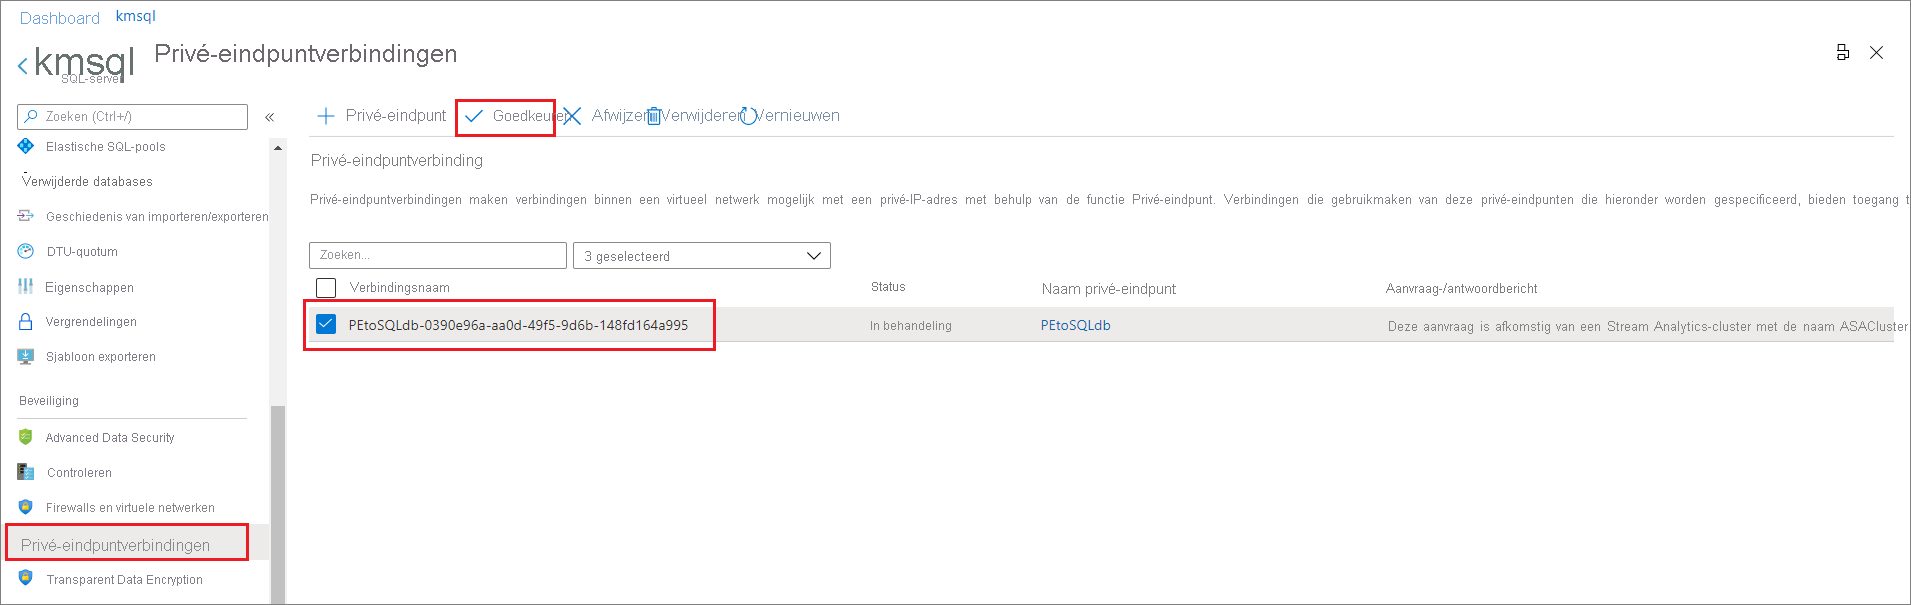 Dashboard kmsql
kmsql Privé-eindpuntverbindingen
SQL-server
Zoeken (Ctrl+/) «
Privé-eindpunt Goedkeuren Afwijzen Verwijderen Vernieuwen
Elastische SQL-pools
Verwijderde databases
Geschiedenis van importeren/exporteren
DTU-quotum
Eigenschappen
Vergrendelingen
Sjabloon exporteren
Beveiliging
Advanced Data Security
Controleren
Firewalls en virtuele netwerken
Privé-eindpuntverbindingen
Transparent Data Encryption
Privé-eindpuntverbinding
Privé-eindpuntverbindingen maken verbindingen binnen een virtueel netwerk mogelijk met een privé-IP-adres met behulp van de functie Privé-eindpunt. Verbindingen die gebruikmaken van deze privé-eindpunten die hieronder worden gespecificeerd, bieden toegang t
Zoeken... 3 geselecteerd
Verbindingsnaam Status Naam privé-eindpunt Aanvraag-/antwoordbericht
PEtoSQLdb-0390e96a-aa0d-49f5-9d6b-148fd164a995 In behandeling PEtoSQLdb Deze aanvraag is afkomstig van een Stream Analytics-cluster met de naam ASACluster